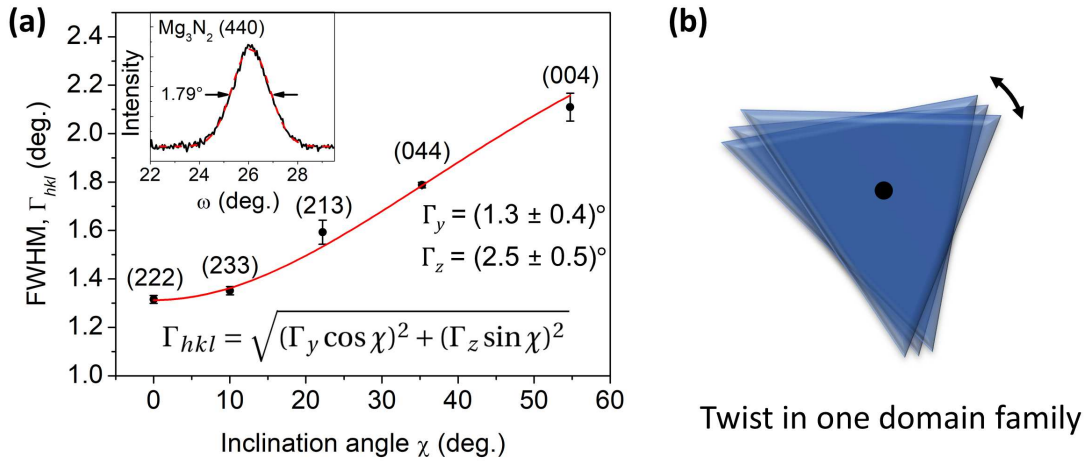 (a)
(b)
Mg₃N₂ (440)
Intensity
1.79°
22 24 26 28
ω (deg.)
FWHM, Γhkl (deg.)
2.4
2.2
2.0
1.8
1.6
1.4
1.2
1.0
(222)
(233)
(213)
(044)
(004)
Γy = (1.3 ± 0.4)°
Γz = (2.5 ± 0.5)°
Γhkl = √(Γy cos χ)² + (Γz sin χ)²
0 10 20 30 40 50 60
Inclination angle χ (deg.)
Twist in one domain family